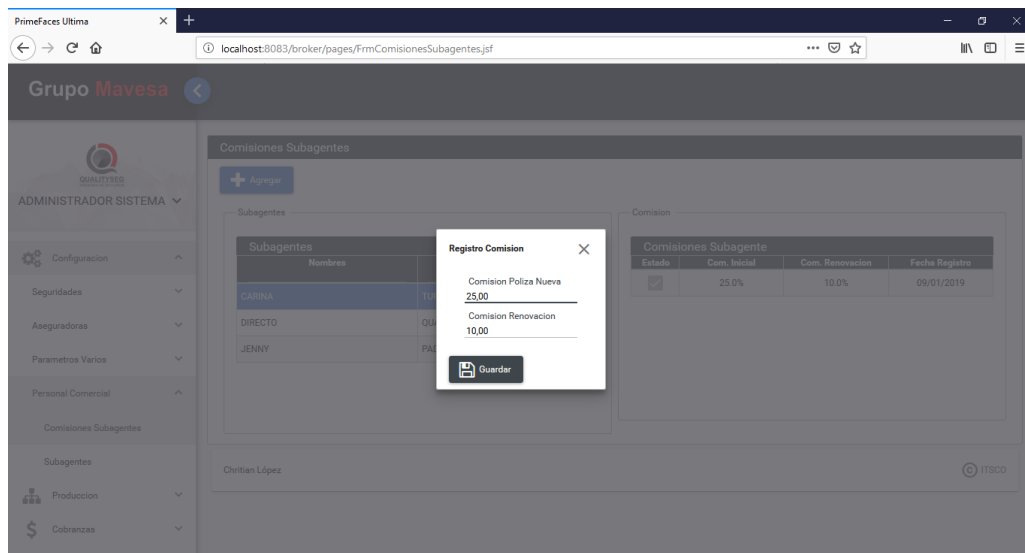 PrimeFaces Ultima
localhost:8083/broker/pages/FrmComisionesSubagentes.jsf
Grupo Mavesa
QUALITYSEG
ADMINISTRADOR SISTEMA
Configuracion
Seguridades
Aseguradoras
Parametros Varios
Personal Comercial
Comisiones Subagentes
Subagentes
Produccion
Cobranzas
Comisiones Subagentes
Agregar
Subagentes
Subagentes
Nombres
CARINA
DIRECTO
JENNY
Registro Comision
Comision Poliza Nueva
25,00
Comision Renovacion
10,00
Guardar
Comision
Comisiones Subagente
Estado Com. Inicial Com. Renovacion Fecha Registro
25.0% 10.0% 09/01/2019
Chritian López
© ITSCO